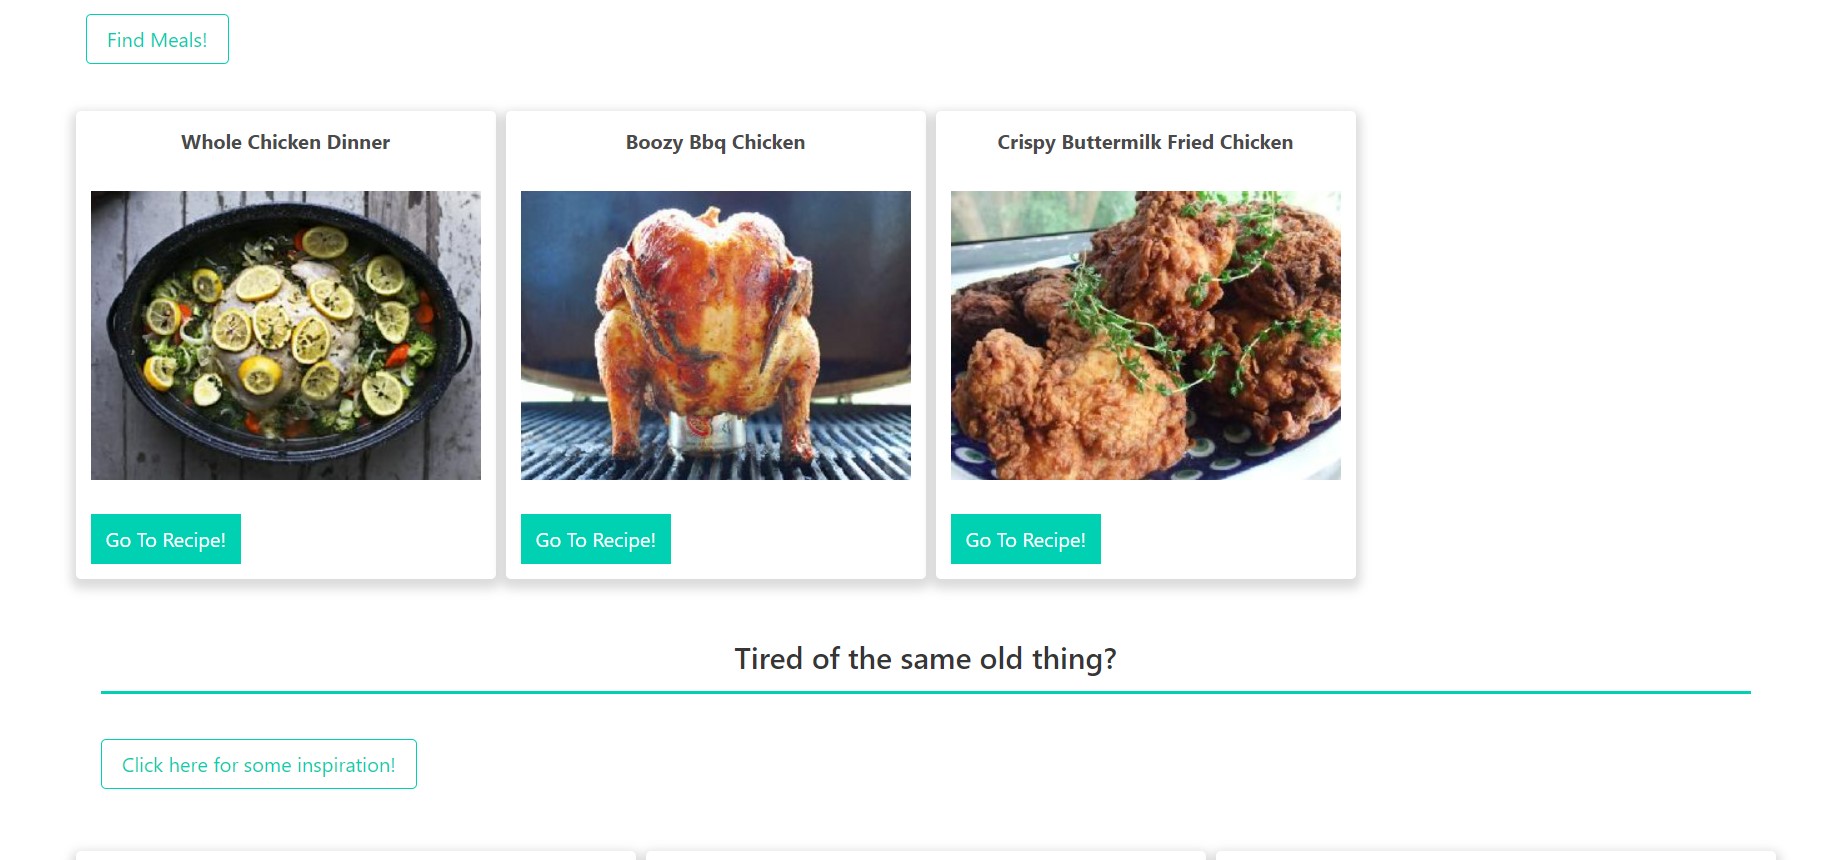 Find Meals!
Whole Chicken Dinner
Boozy Bbq Chicken
Crispy Buttermilk Fried Chicken
Go To Recipe!
Go To Recipe!
Go To Recipe!
Tired of the same old thing?
Click here for some inspiration!